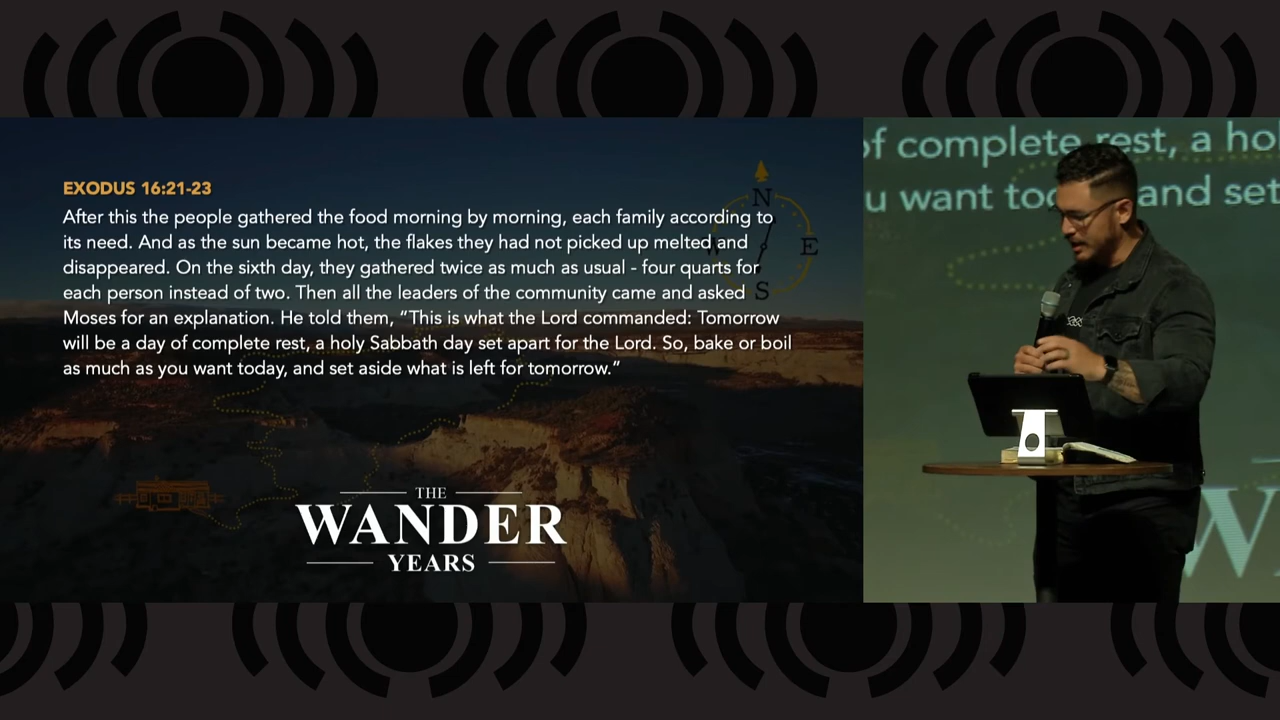 EXODUS 16:21-23
After this the people gathered the food morning by morning, each family according to
its need. And as the sun became hot, the flakes they had not picked up melted and
disappeared. On the sixth day, they gathered twice as much as usual - four quarts for
each person instead of two. Then all the leaders of the community came and asked
Moses for an explanation. He told them, “This is what the Lord commanded: Tomorrow
will be a day of complete rest, a holy Sabbath day set apart for the Lord. So, bake or boil
as much as you want today, and set aside what is left for tomorrow.”
N
W E
S
THE
WANDER
YEARS
of complete rest, a hol
u want and set
W